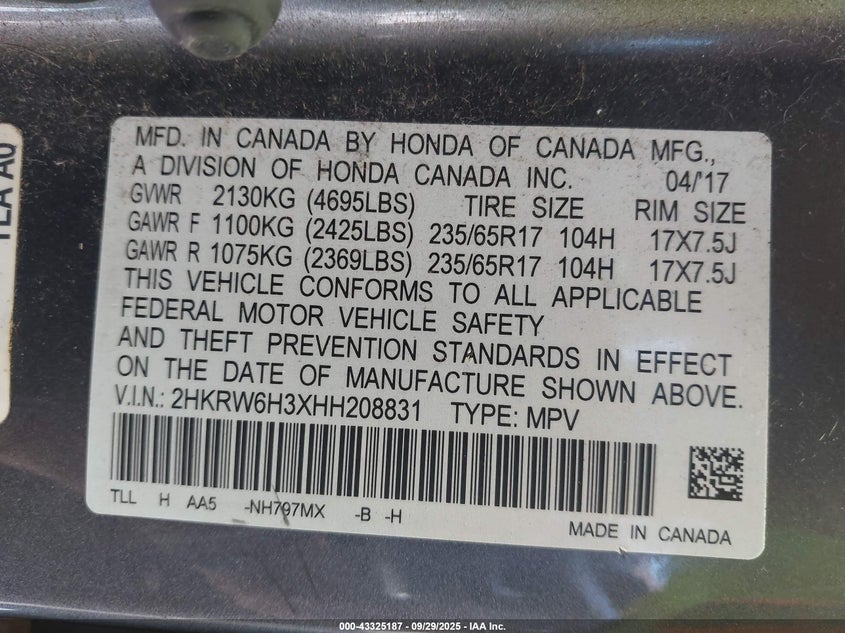 MFD. IN CANADA BY HONDA OF CANADA MFG.,
A DIVISION OF HONDA CANADA INC. 04/'17
GVWR 2130KG (4695LBS) TIRE SIZE RIM SIZE
GAWR F 1100KG (2425LBS) 235/65R17 104H 17X7.5J
GAWR R 1075KG (2369LBS) 235/65R17 104H 17X7.5J
THIS VEHICLE CONFORMS TO ALL APPLICABLE
FEDERAL MOTOR VEHICLE SAFETY
AND THEFT PREVENTION STANDARDS IN EFFECT
ON THE DATE OF MANUFACTURE SHOWN ABOVE.
V.I.N.: 2HKRW6H3XHH208831 TYPE: MPV
TLL H AA5 -NH797MX -B -H
MADE IN CANADA
000-43325187 - 09/29/2025 - IAA Inc.